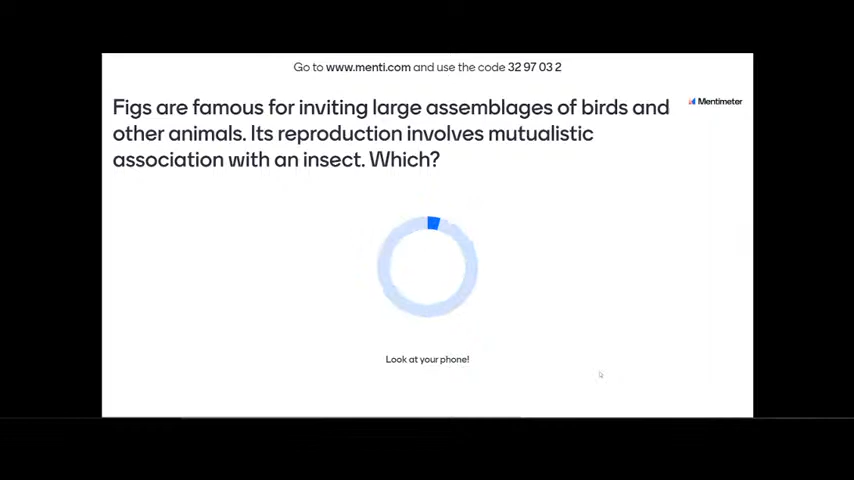 Go to www.menti.com and use the code 32 97 03 2
Figs are famous for inviting large assemblages of birds and
other animals. Its reproduction involves mutualistic
association with an insect. Which?
Mentimeter
Look at your phone!